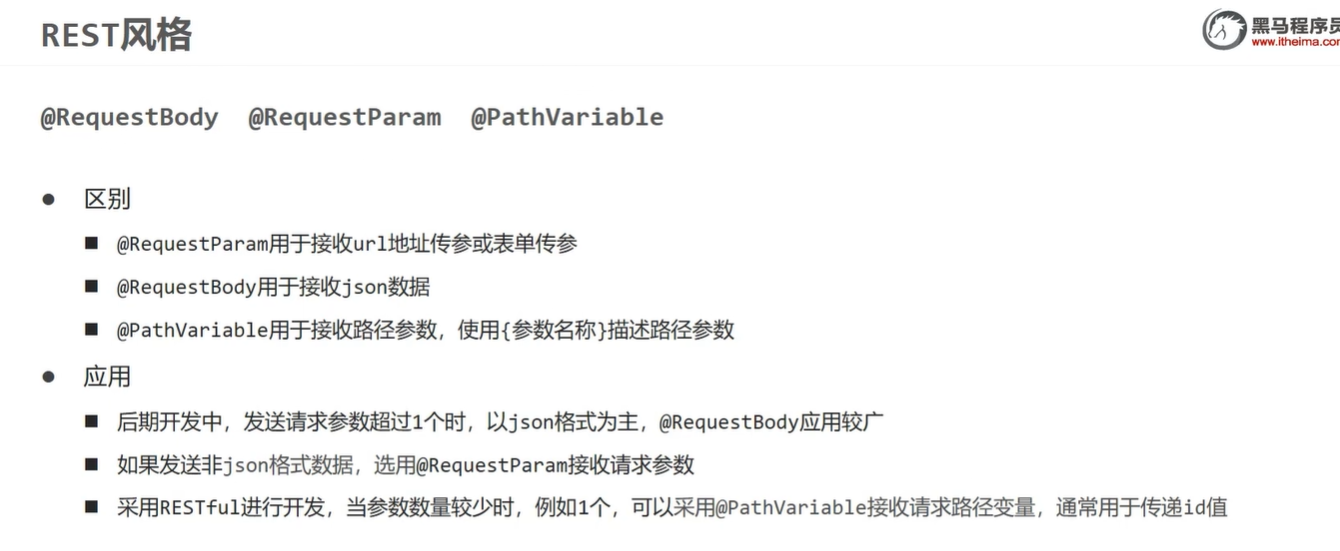 REST风格
黑马程序员
www.itheima.com
@RequestBody @RequestParam @PathVariable
● 区别
■ @RequestParam用于接收url地址传参或表单传参
■ @RequestBody用于接收json数据
■ @PathVariable用于接收路径参数，使用{参数名称}描述路径参数
● 应用
■ 后期开发中，发送请求参数超过1个时，以json格式为主，@RequestBody应用较广
■ 如果发送非json格式数据，选用@RequestParam接收请求参数
■ 采用RESTful进行开发，当参数数量较少时，例如1个，可以采用@PathVariable接收请求路径变量，通常用于传递id值